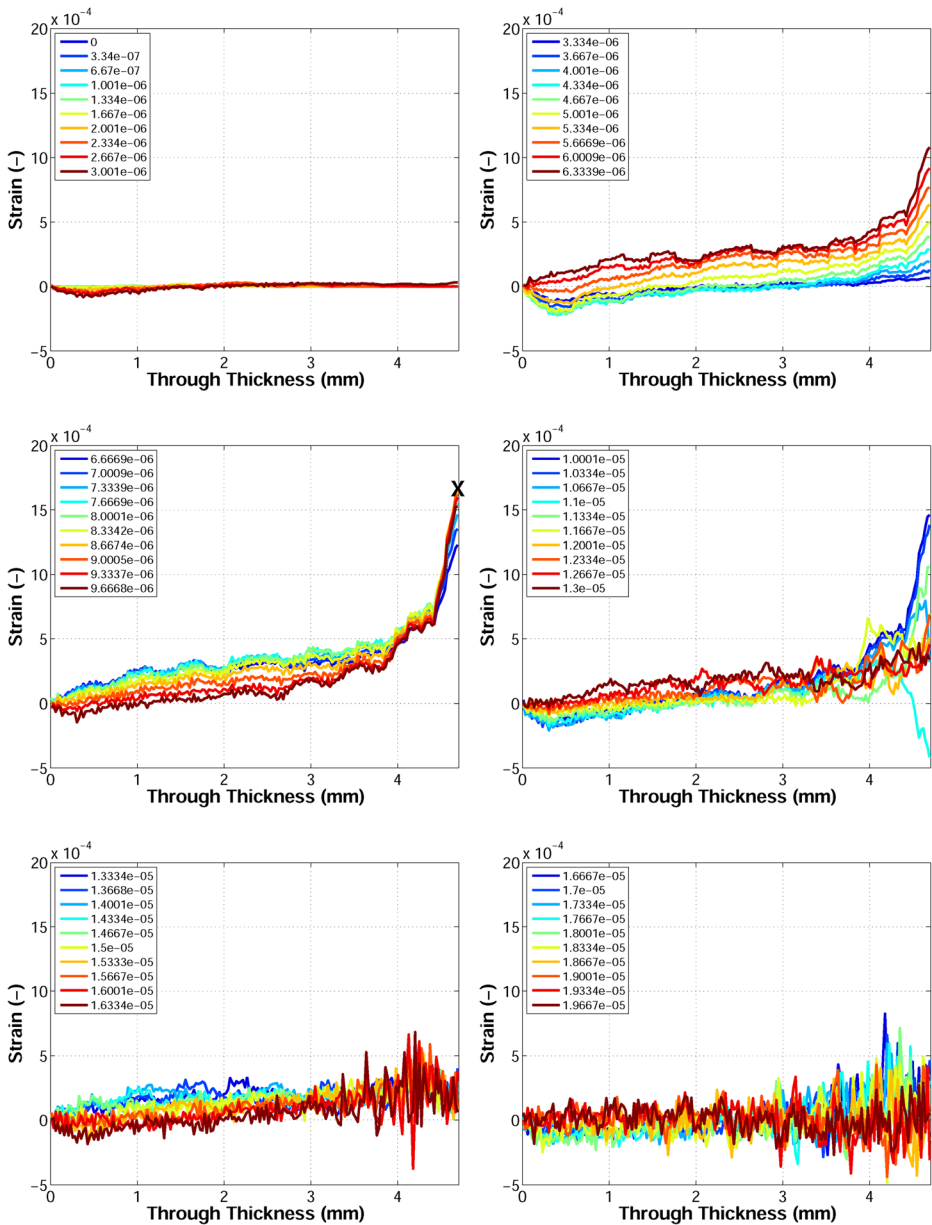 x 10⁻⁴
20
15
10
5
0
−5
Strain (−)
0
3.34e−07
6.67e−07
1.001e−06
1.334e−06
1.667e−06
2.001e−06
2.334e−06
2.667e−06
3.001e−06
0 1 2 3 4
Through Thickness (mm)
x 10⁻⁴
20
15
10
5
0
−5
Strain (−)
3.334e−06
3.667e−06
4.001e−06
4.334e−06
4.667e−06
5.001e−06
5.334e−06
5.6669e−06
6.0009e−06
6.3339e−06
0 1 2 3 4
Through Thickness (mm)
x 10⁻⁴
20
15
10
5
0
−5
Strain (−)
6.6669e−06
7.0009e−06
7.3339e−06
7.6669e−06
8.0001e−06
8.3342e−06
8.6674e−06
9.0005e−06
9.3337e−06
9.6668e−06
X
0 1 2 3 4
Through Thickness (mm)
x 10⁻⁴
20
15
10
5
0
−5
Strain (−)
1.0001e−05
1.0334e−05
1.0667e−05
1.1e−05
1.1334e−05
1.1667e−05
1.2001e−05
1.2334e−05
1.2667e−05
1.3e−05
0 1 2 3 4
Through Thickness (mm)
x 10⁻⁴
20
15
10
5
0
−5
Strain (−)
1.3334e−05
1.3668e−05
1.4001e−05
1.4334e−05
1.4667e−05
1.5e−05
1.5333e−05
1.5667e−05
1.6001e−05
1.6334e−05
0 1 2 3 4
Through Thickness (mm)
x 10⁻⁴
20
15
10
5
0
−5
Strain (−)
1.6667e−05
1.7e−05
1.7334e−05
1.7667e−05
1.8001e−05
1.8334e−05
1.8667e−05
1.9001e−05
1.9334e−05
1.9667e−05
0 1 2 3 4
Through Thickness (mm)